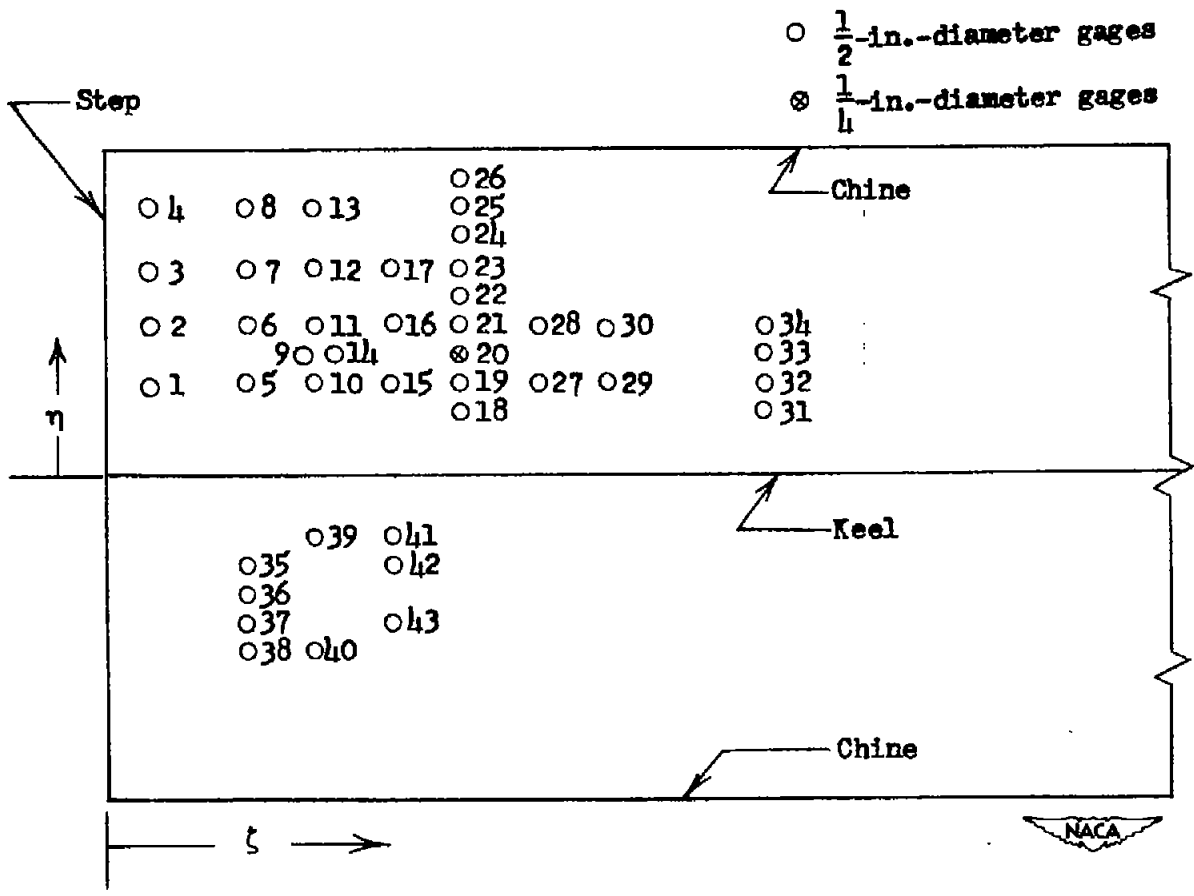 1/2-in.-diameter gages
1/4-in.-diameter gages
Step
Chine
26
4 8 13 25
24
3 7 12 17 23
22
2 6 11 16 21 28 30 34
9 14 20 33
η
1 5 10 15 19 27 29 32
18 31
Keel
39 41
35 42
36
37 43
38 40
Chine
ζ
NACA